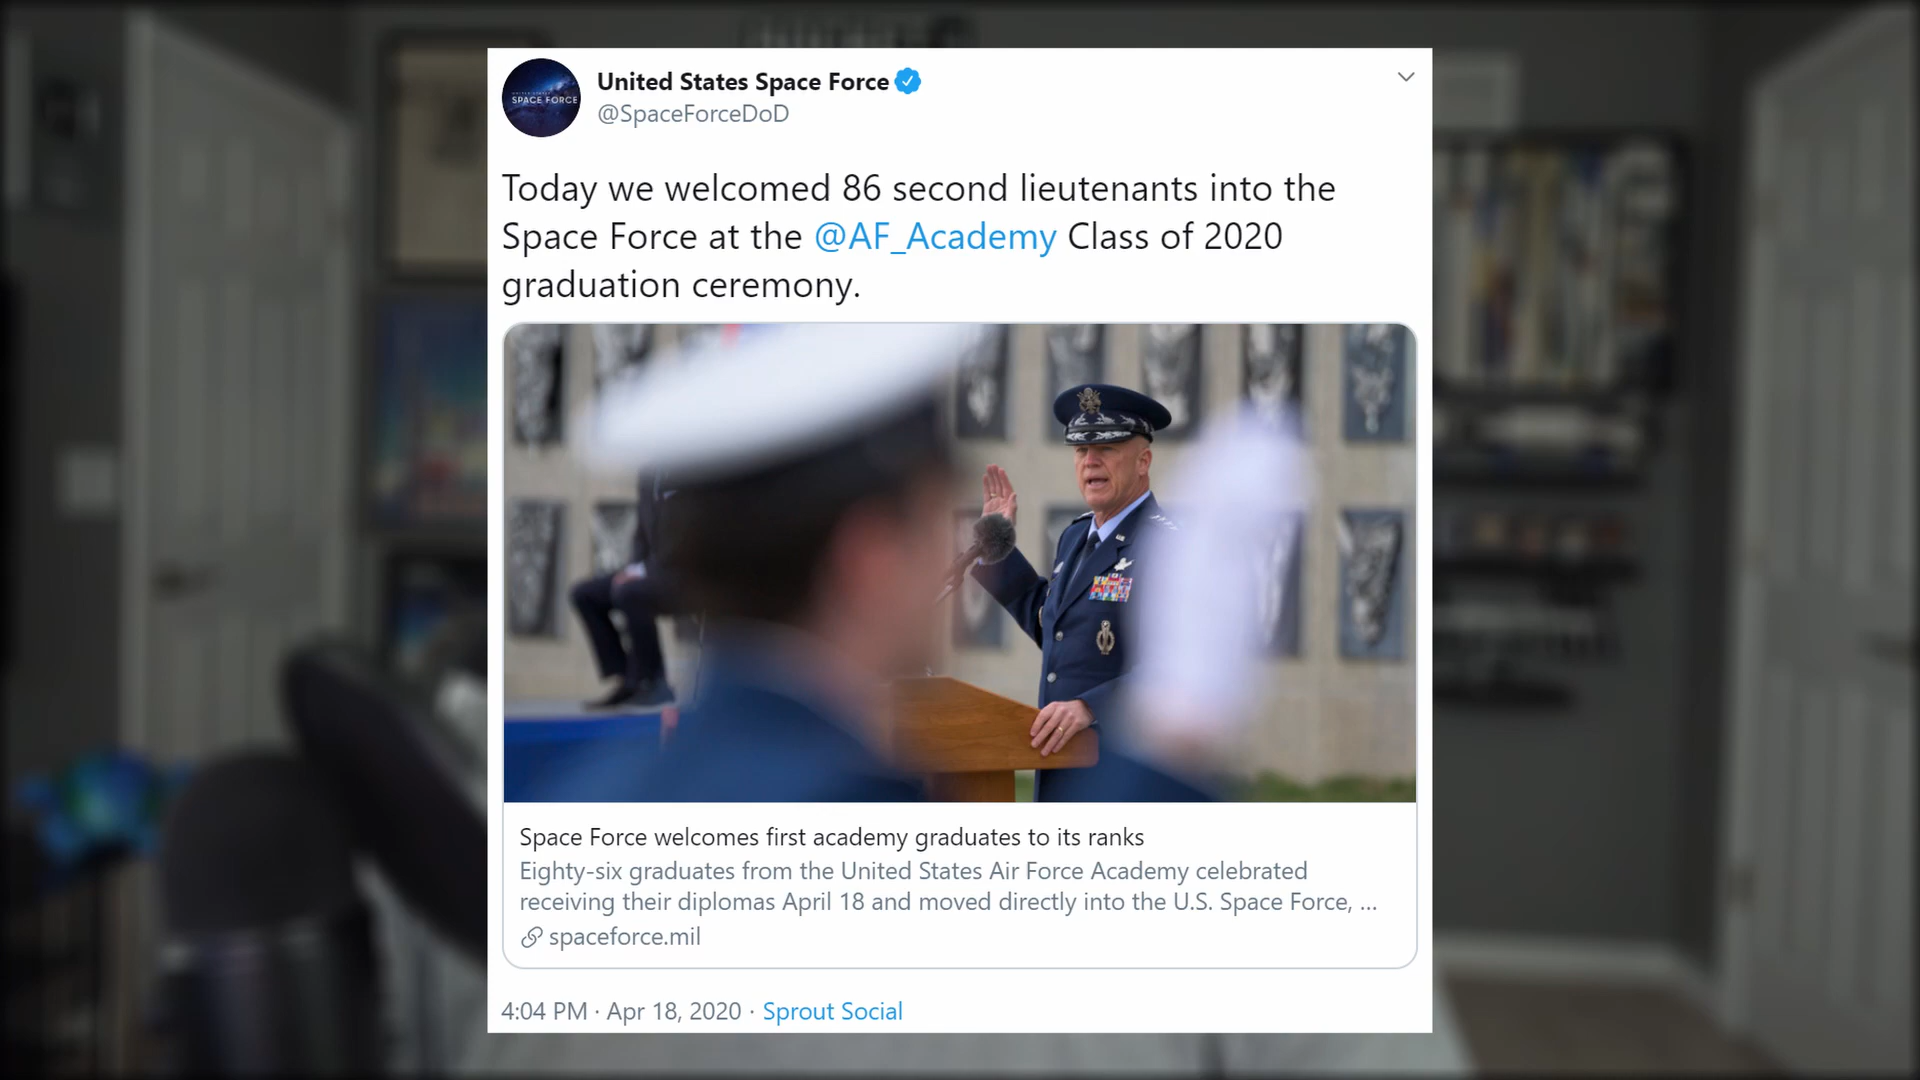 SPACE FORCE
United States Space Force
@SpaceForceDoD
Today we welcomed 86 second lieutenants into the
Space Force at the @AF_Academy Class of 2020
graduation ceremony.
Space Force welcomes first academy graduates to its ranks
Eighty-six graduates from the United States Air Force Academy celebrated
receiving their diplomas April 18 and moved directly into the U.S. Space Force, ...
spaceforce.mil
4:04 PM · Apr 18, 2020 · Sprout Social